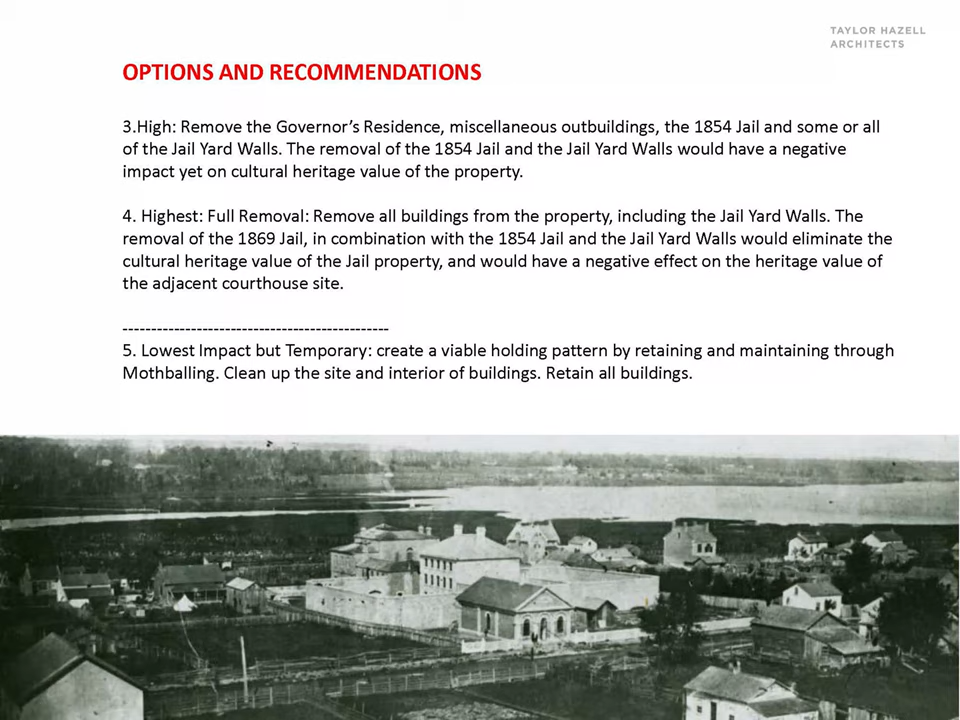 TAYLOR HAZELL
ARCHITECTS
OPTIONS AND RECOMMENDATIONS
3.High: Remove the Governor's Residence, miscellaneous outbuildings, the 1854 Jail and some or all
of the Jail Yard Walls. The removal of the 1854 Jail and the Jail Yard Walls would have a negative
impact yet on cultural heritage value of the property.
4. Highest: Full Removal: Remove all buildings from the property, including the Jail Yard Walls. The
removal of the 1869 Jail, in combination with the 1854 Jail and the Jail Yard Walls would eliminate the
cultural heritage value of the Jail property, and would have a negative effect on the heritage value of
the adjacent courthouse site.
-----------------------------------------------
5. Lowest Impact but Temporary: create a viable holding pattern by retaining and maintaining through
Mothballing. Clean up the site and interior of buildings. Retain all buildings.